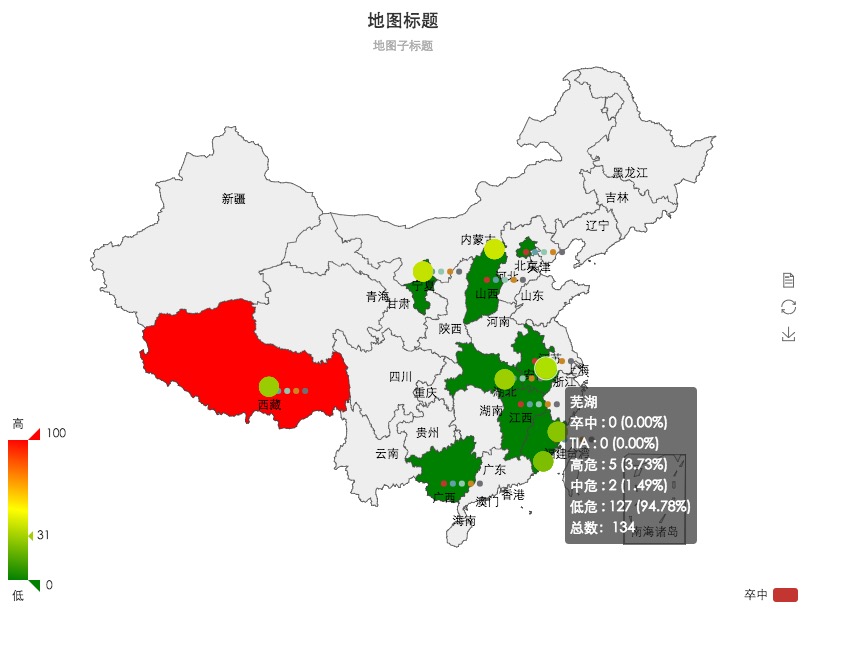 地图标题
地图子标题
黑龙江
吉林
新疆
辽宁
内蒙古
北京
天津
河北
宁夏
山西
青海
甘肃
山东
河南
陕西
江苏
上海
四川
浙江
重庆
湖北
西藏
湖南
江西
芜湖
卒中 : 0 (0.00%)
TIA : 0 (0.00%)
高危 : 5 (3.73%)
中危 : 2 (1.49%)
低危 : 127 (94.78%)
总数: 134
高
100
31
0
低
贵州
云南
台湾
广东
广西
香港
澳门
海南
南海诸岛
卒中